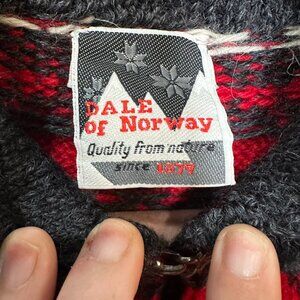 DALE
of Norway
Quality from nature
since 1879